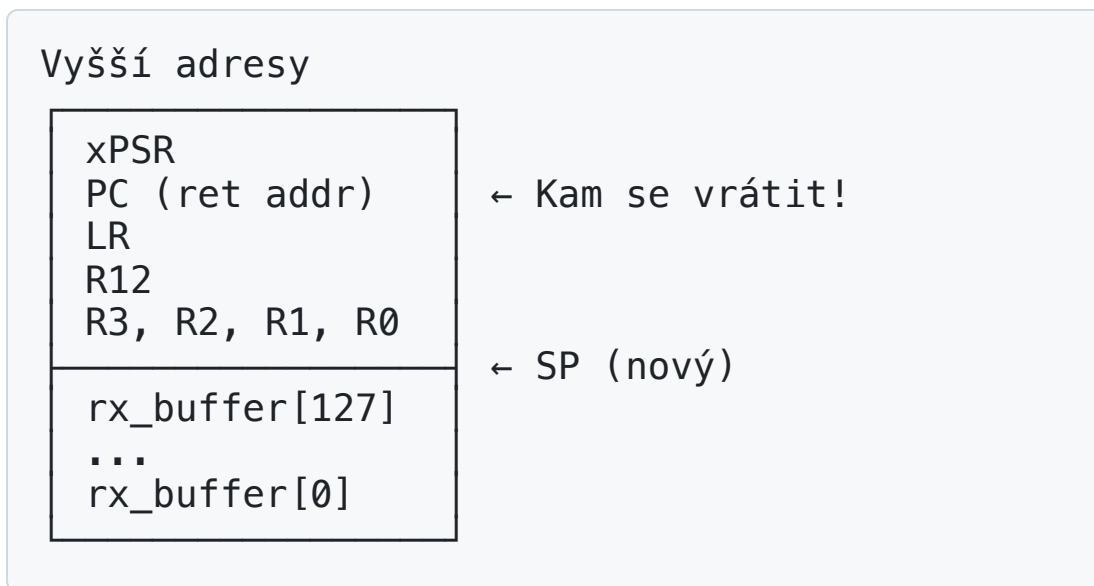 Vyšší adresy
xPSR
PC (ret addr) ← Kam se vrátit!
LR
R12
R3, R2, R1, R0
← SP (nový)
rx_buffer[127]
...
rx_buffer[0]